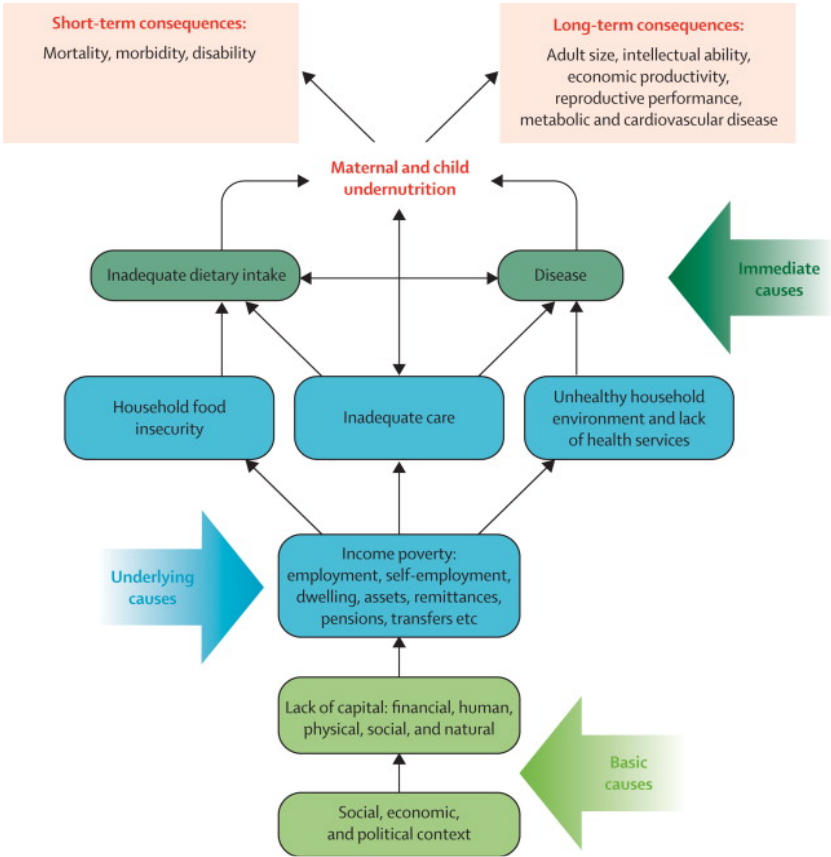 Short-term consequences:
Mortality, morbidity, disability
Long-term consequences:
Adult size, intellectual ability,
economic productivity,
reproductive performance,
metabolic and cardiovascular disease
Maternal and child
undernutrition
Inadequate dietary intake
Disease
Immediate
causes
Household food
insecurity
Inadequate care
Unhealthy household
environment and lack
of health services
Underlying
causes
Income poverty:
employment, self-employment,
dwelling, assets, remittances,
pensions, transfers etc
Lack of capital: financial, human,
physical, social, and natural
Basic
causes
Social, economic,
and political context